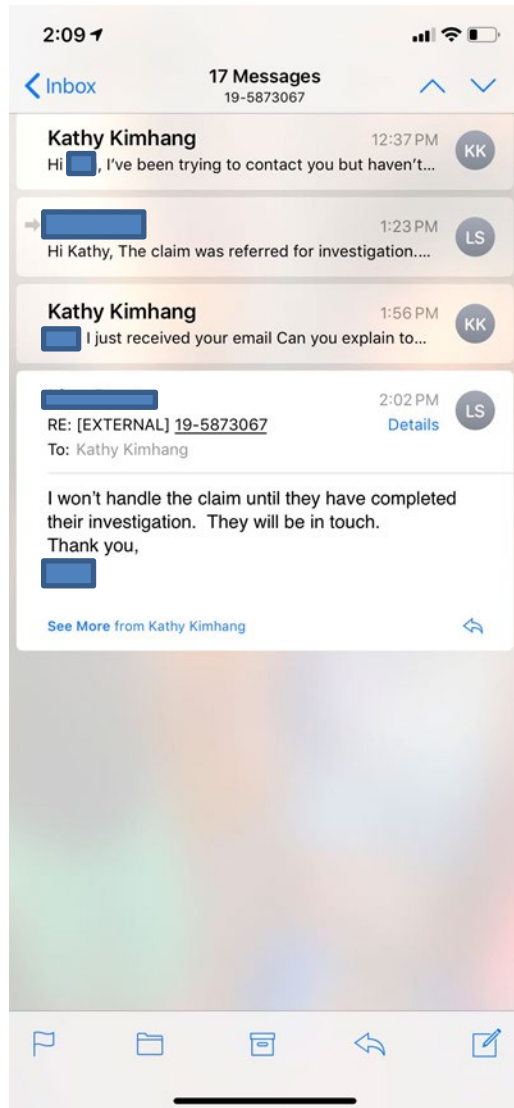 2:09
Inbox
17 Messages
19-5873067
Kathy Kimhang 12:37 PM
KK
Hi , I've been trying to contact you but haven't...
1:23 PM
LS
Hi Kathy, The claim was referred for investigation....
Kathy Kimhang 1:56 PM
KK
I just received your email Can you explain to...
2:02 PM
LS
RE: [EXTERNAL] 19-5873067 Details
To: Kathy Kimhang
I won't handle the claim until they have completed
their investigation. They will be in touch.
Thank you,
See More from Kathy Kimhang